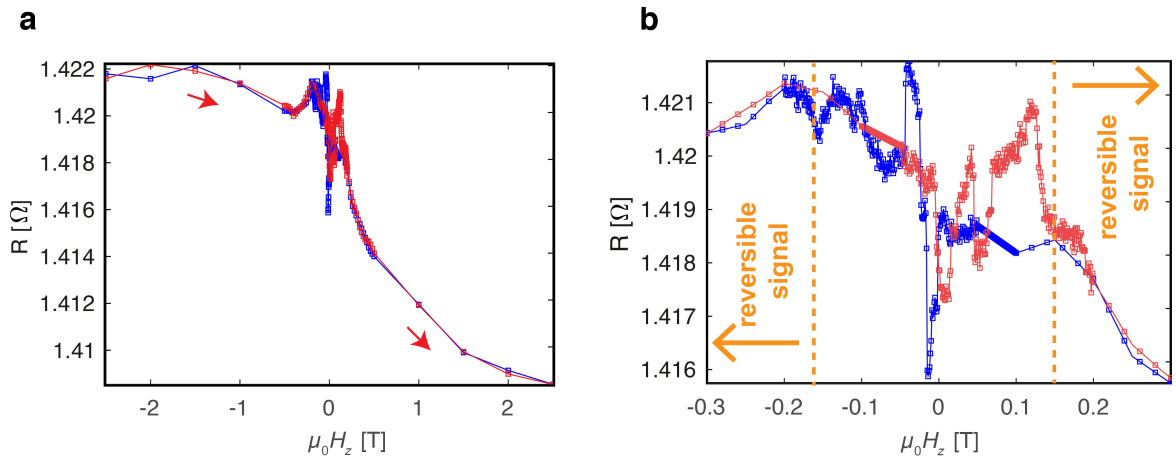 a
1.422
1.42
1.418
1.416
1.414
1.412
1.41
R [Ω]
-2
-1
0
1
2
μ₀H_z [T]
b
1.421
1.42
1.419
1.418
1.417
1.416
R [Ω]
-0.3
-0.2
-0.1
0
0.1
0.2
μ₀H_z [T]
reversible
signal
reversible
signal